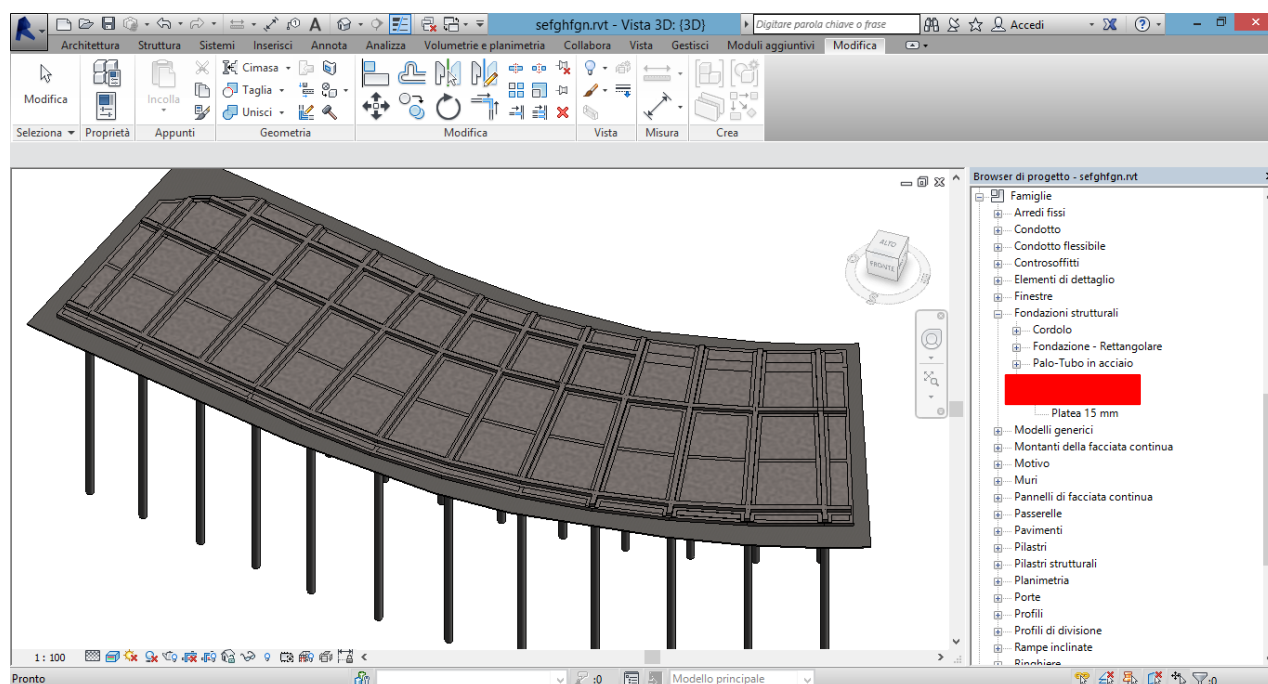 sefghfgn.rvt - Vista 3D: {3D}
Digitare parola chiave o frase
Accedi
Architettura Struttura Sistemi Inserisci Annota Analizza Volumetrie e planimetria Collabora Vista Gestisci Moduli aggiuntivi Modifica
Cimasa
Taglia
Unisci
Modifica
Incolla
Seleziona Proprietà Appunti Geometria Modifica Vista Misura Crea
Browser di progetto - sefghfgn.rvt
Famiglie
Arredi fissi
Condotto
Condotto flessibile
Controsoffitti
Elementi di dettaglio
Finestre
Fondazioni strutturali
Cordolo
Fondazione - Rettangolare
Palo-Tubo in acciaio
Platea 15 mm
Modelli generici
Montanti della facciata continua
Motivo
Muri
Pannelli di facciata continua
Passerelle
Pavimenti
Pilastri
Pilastri strutturali
Planimetria
Porte
Profili
Profili di divisione
Rampe inclinate
Ringhiere
ALTO
FRONTE
1 : 100
Pronto
:0
Modello principale
:0